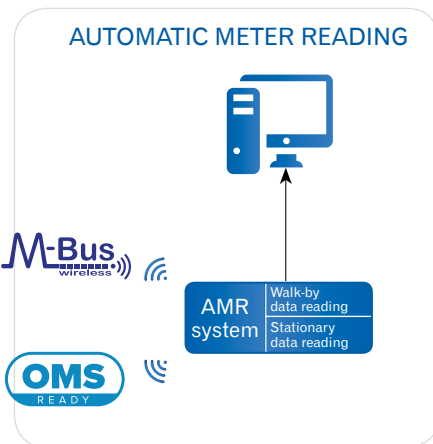 AUTOMATIC METER READING
M-Bus
wireless
AMR
system
Walk-by
data reading
Stationary
data reading
OMS
READY